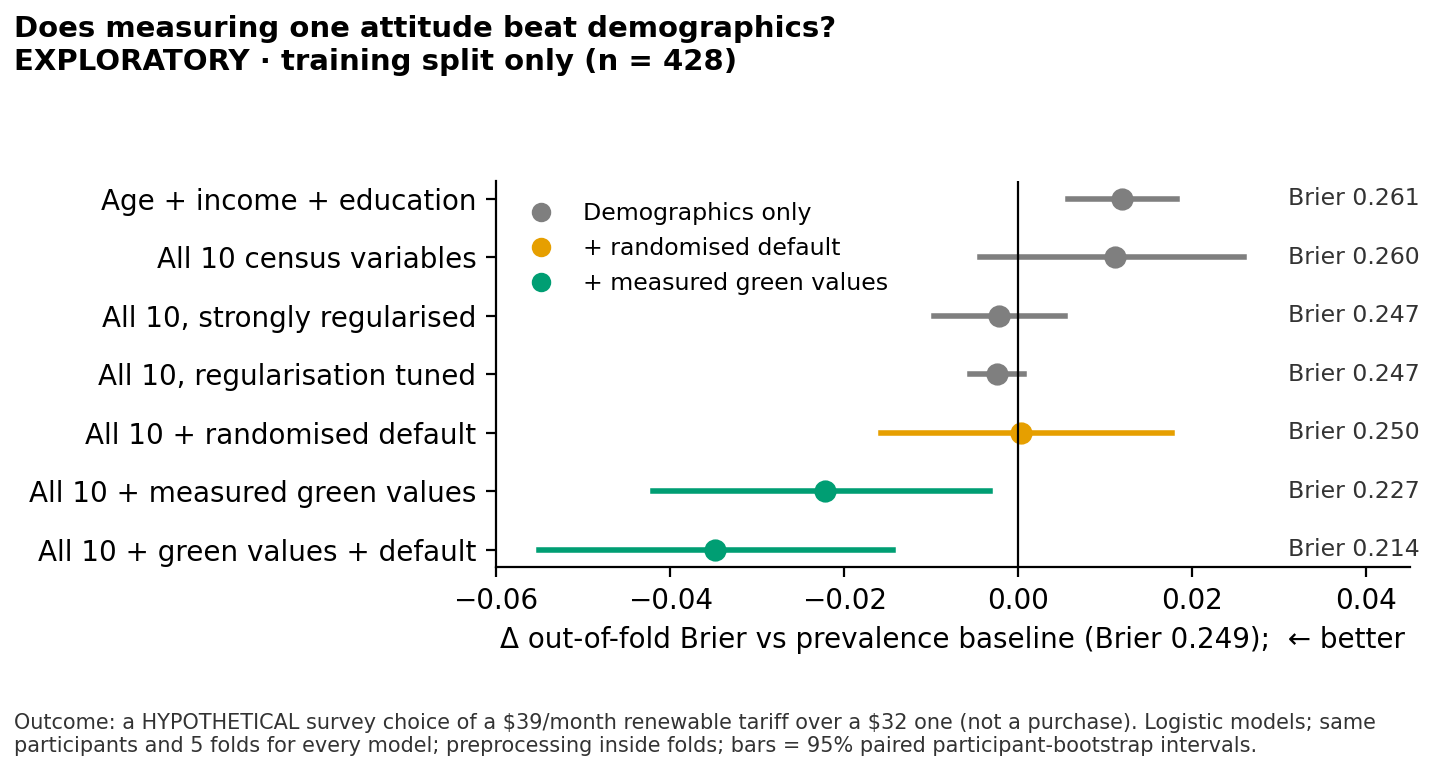 Does measuring one attitude beat demographics?
EXPLORATORY · training split only (n = 428)
Age + income + education
All 10 census variables
All 10, strongly regularised
All 10, regularisation tuned
All 10 + randomised default
All 10 + measured green values
All 10 + green values + default
Demographics only
+ randomised default
+ measured green values
Brier 0.261
Brier 0.260
Brier 0.247
Brier 0.247
Brier 0.250
Brier 0.227
Brier 0.214
−0.06 −0.04 −0.02 0.00 0.02 0.04
Δ out-of-fold Brier vs prevalence baseline (Brier 0.249); ← better
Outcome: a HYPOTHETICAL survey choice of a $39/month renewable tariff over a $32 one (not a purchase). Logistic models; same
participants and 5 folds for every model; preprocessing inside folds; bars = 95% paired participant-bootstrap intervals.